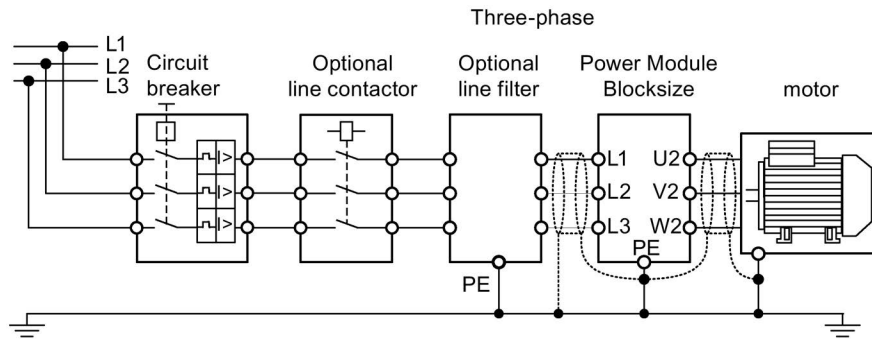 Three-phase
L1
L2
L3
Circuit
breaker
Optional
line contactor
Optional
line filter
Power Module
Blocksize
motor
I>
I>
I>
L1 U2
L2 V2
L3 W2
PE
PE